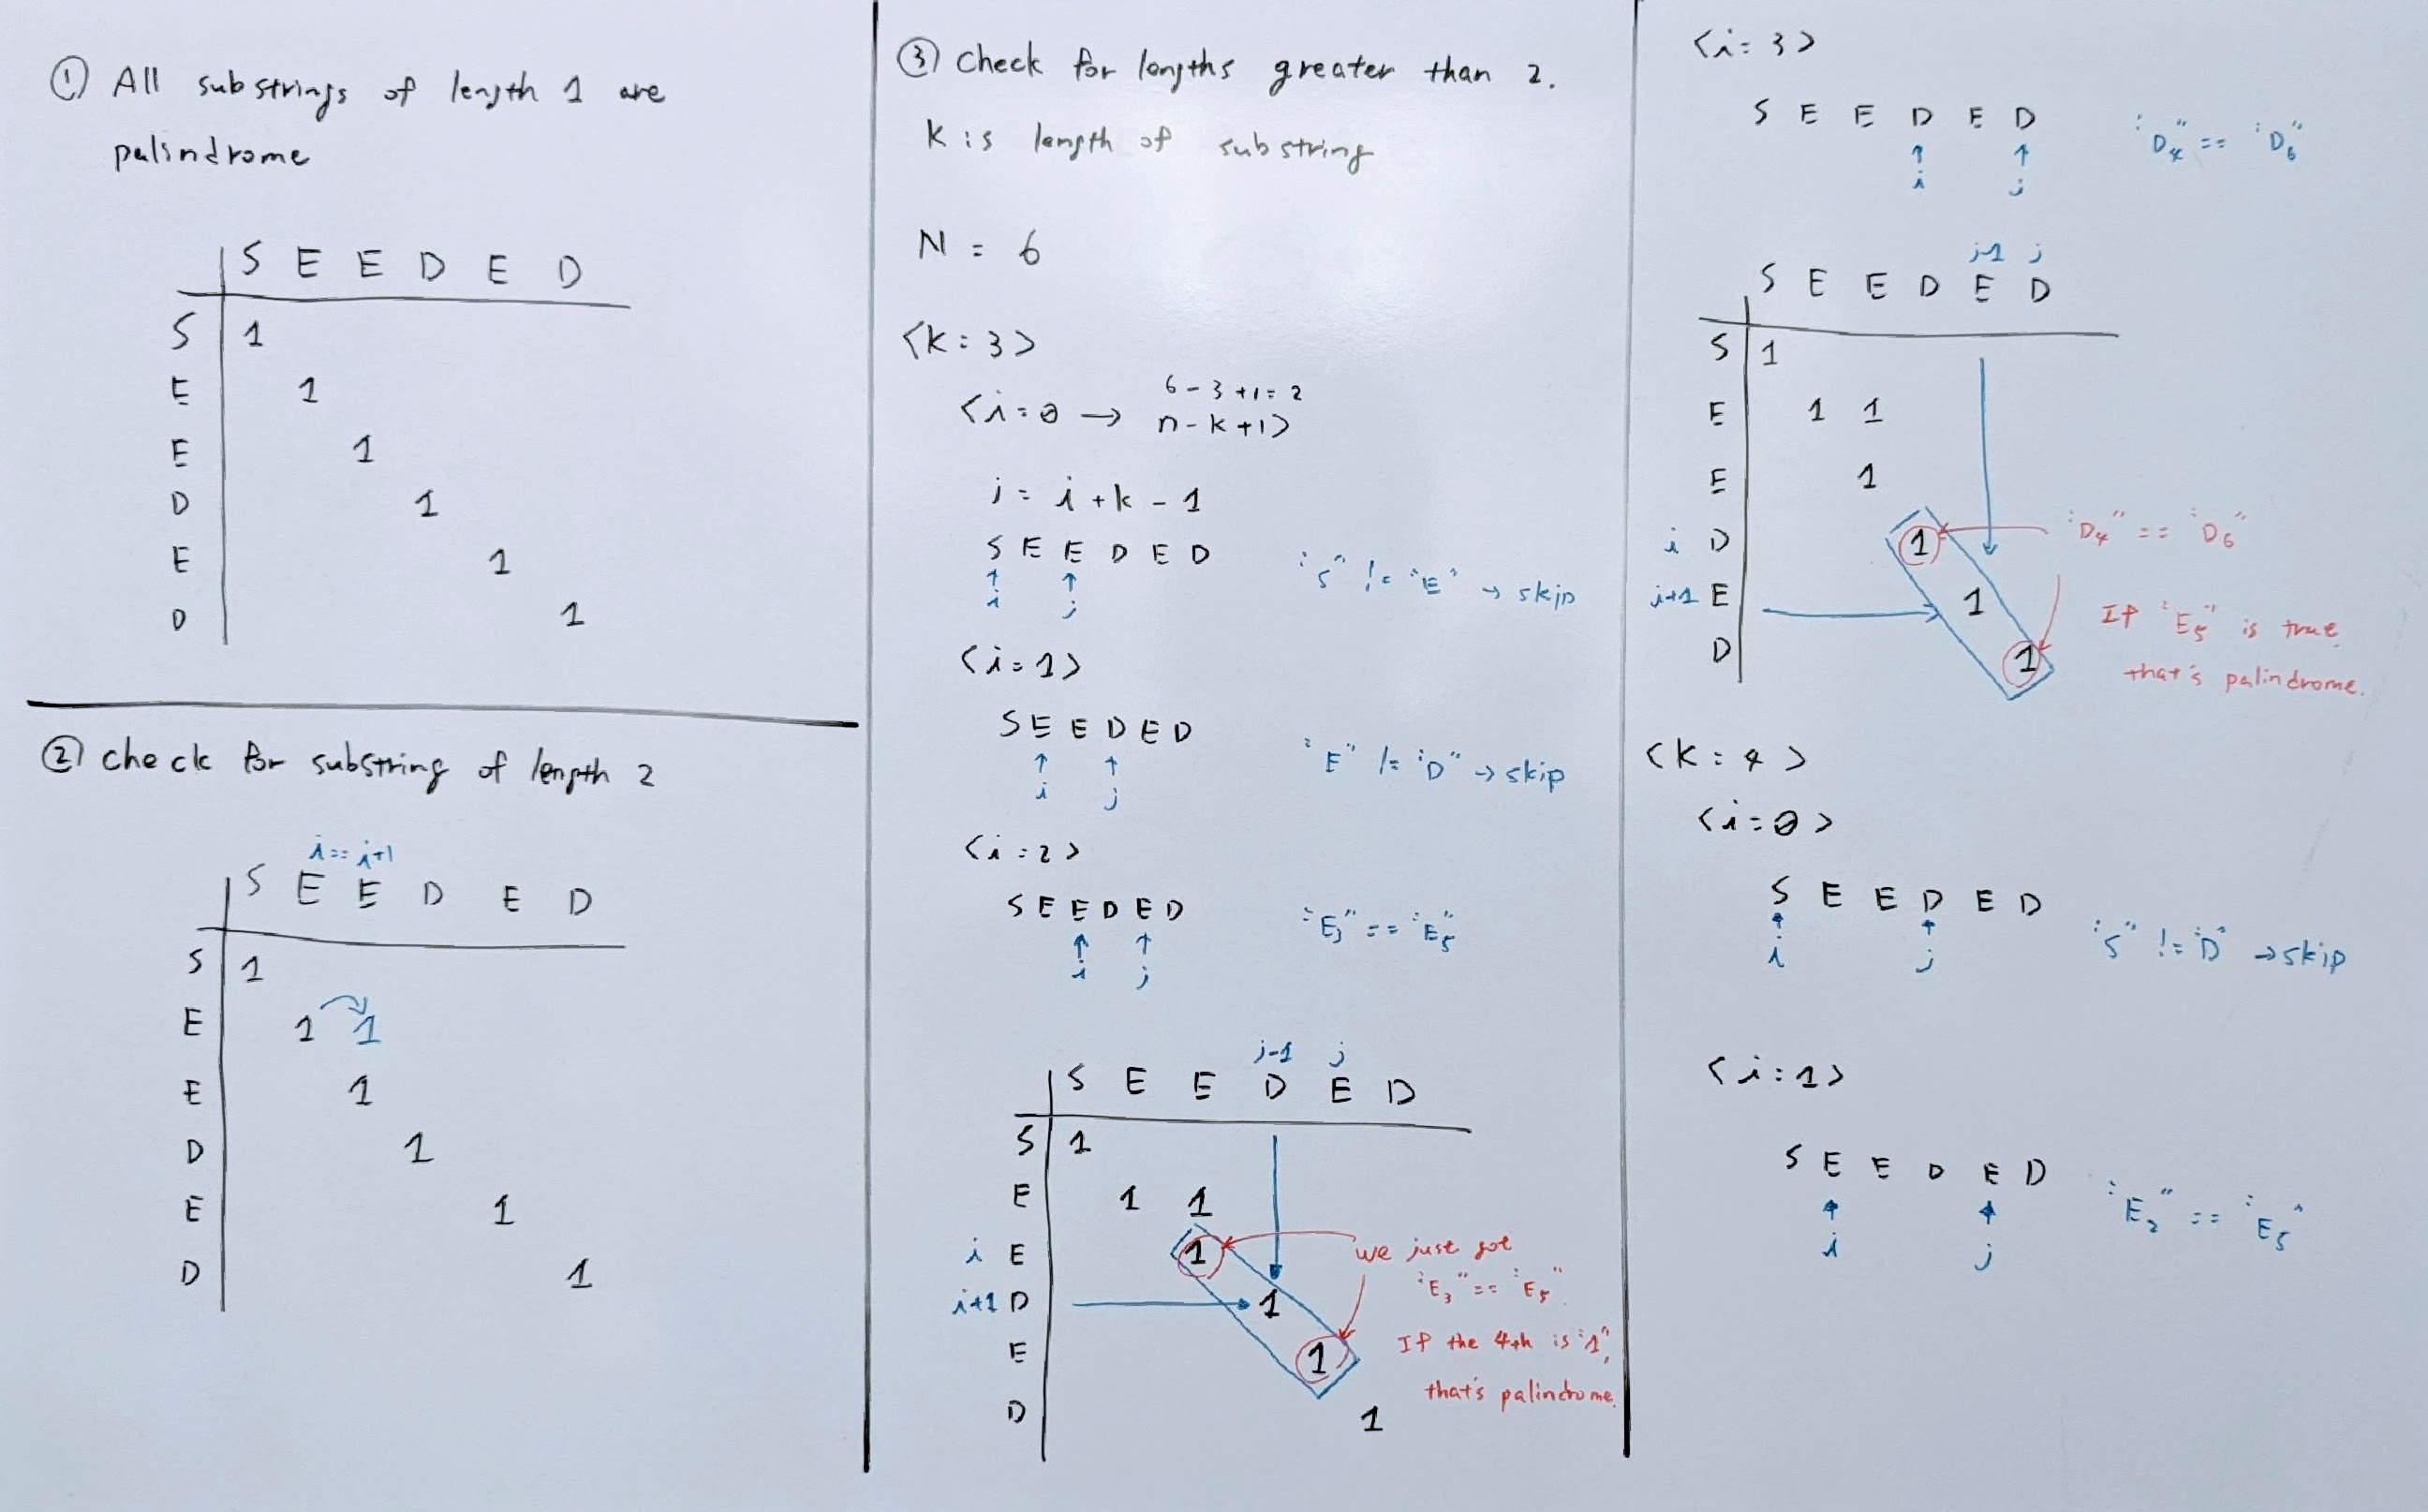 ① All substrings of length 1 are
palindrome
S E E D E D
S 1
E 1
E 1
D 1
E 1
D 1
② check for substring of length 2
i == i+1
S E E D E D
S 1
E 1 1
E 1
D 1
E 1
D 1
③ Check for longths greater than 2.
K is length of substring
N = 6
<k = 3>
6 - 3 + 1 = 2
<i = 0 → n - k + 1>
j = i + k - 1
S E E D E D
"S" != "E" → skip
i j
<i = 1>
S E E D E D
"E" != "D" → skip
i j
<i = 2>
S E E D E D
"E3" == "E5"
i j
j-1 j
S E E D E D
S 1
E 1 1
i E 1
we just got
"E3" == "E5"
i+1 D 1
If the 4th is "1",
E 1
that's palindrome.
D 1
<i = 3>
S E E D E D
"D4" == "D6"
i j
j-1 j
S E E D E D
S 1
E 1 1
E 1
i D 1
"D4" == "D6"
i+1 E 1
If "E5" is true,
D 1
that's palindrome.
<k = 4>
<i = 0>
S E E D E D
"S" != "D" → skip
i j
<i = 1>
S E E D E D
"E2" == "E5"
i j